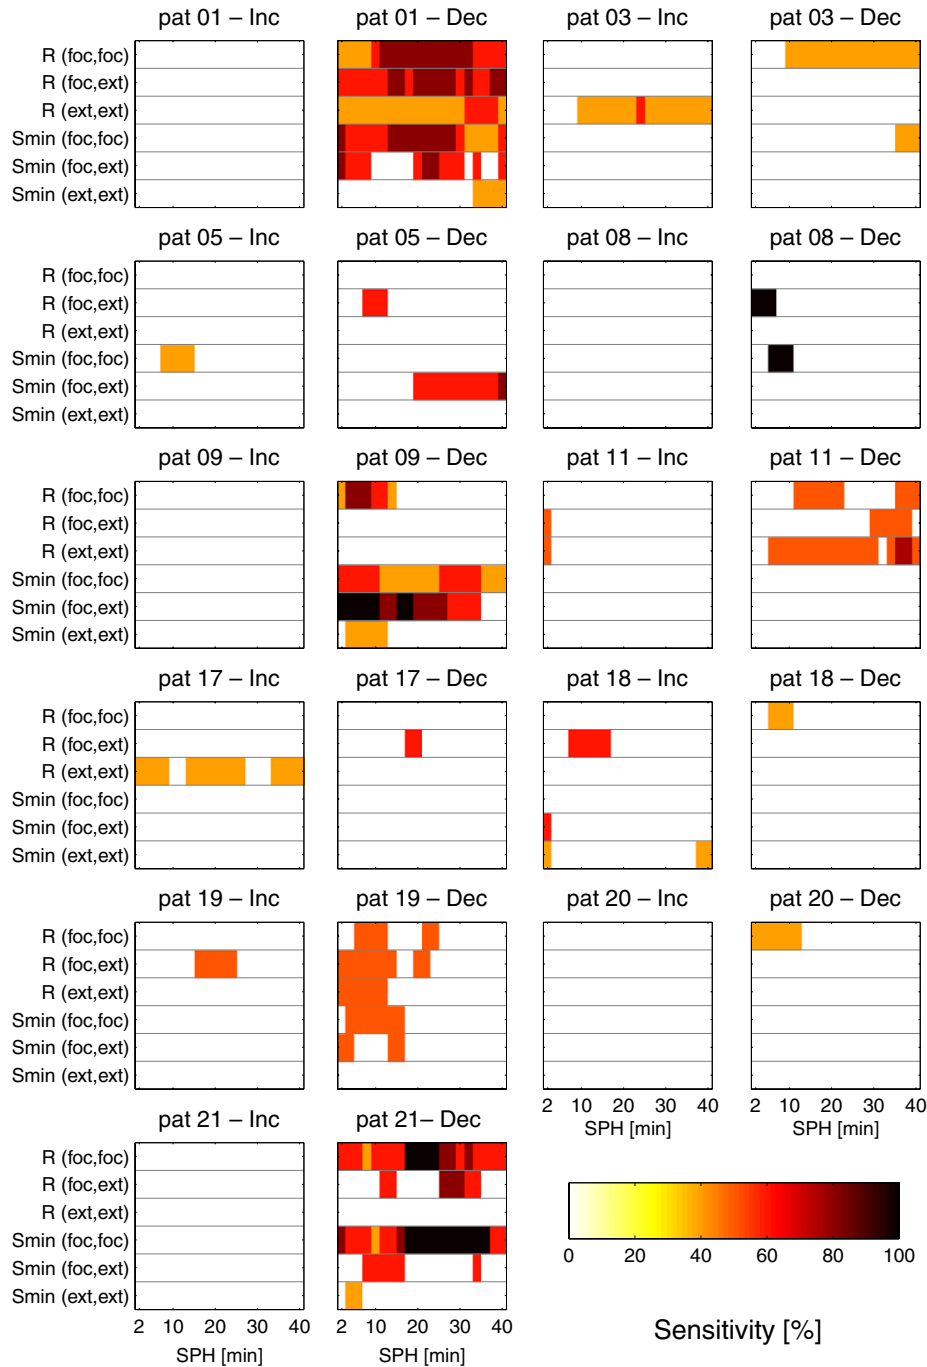 pat 01 – Inc pat 01 – Dec pat 03 – Inc pat 03 – Dec
R (foc,foc)
R (foc,ext)
R (ext,ext)
Smin (foc,foc)
Smin (foc,ext)
Smin (ext,ext)
pat 05 – Inc pat 05 – Dec pat 08 – Inc pat 08 – Dec
R (foc,foc)
R (foc,ext)
R (ext,ext)
Smin (foc,foc)
Smin (foc,ext)
Smin (ext,ext)
pat 09 – Inc pat 09 – Dec pat 11 – Inc pat 11 – Dec
R (foc,foc)
R (foc,ext)
R (ext,ext)
Smin (foc,foc)
Smin (foc,ext)
Smin (ext,ext)
pat 17 – Inc pat 17 – Dec pat 18 – Inc pat 18 – Dec
R (foc,foc)
R (foc,ext)
R (ext,ext)
Smin (foc,foc)
Smin (foc,ext)
Smin (ext,ext)
pat 19 – Inc pat 19 – Dec pat 20 – Inc pat 20 – Dec
R (foc,foc)
R (foc,ext)
R (ext,ext)
Smin (foc,foc)
Smin (foc,ext)
Smin (ext,ext)
2 10 20 30 40 2 10 20 30 40
SPH [min] SPH [min]
pat 21 – Inc pat 21– Dec
R (foc,foc)
R (foc,ext)
R (ext,ext)
Smin (foc,foc)
Smin (foc,ext)
Smin (ext,ext)
2 10 20 30 40 2 10 20 30 40
SPH [min] SPH [min]
0 20 40 60 80 100
Sensitivity [%]